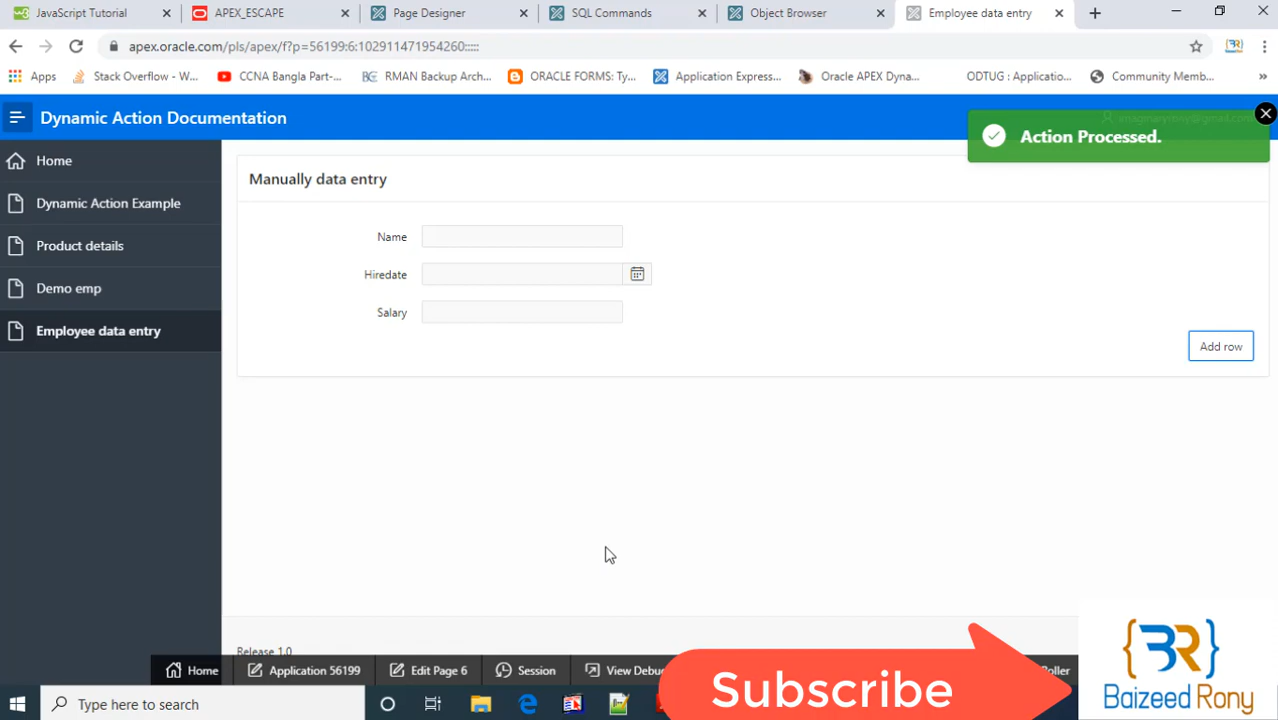 JavaScript Tutorial
APEX_ESCAPE
Page Designer
SQL Commands
Object Browser
Employee data entry
apex.oracle.com/pls/apex/f?p=56199:6:102911471954260:::::
Apps
Stack Overflow - W...
CCNA Bangla Part-...
RMAN Backup Arch...
ORACLE FORMS: Ty...
Application Express...
Oracle APEX Dyna...
ODTUG : Applicatio...
Community Memb...
Dynamic Action Documentation
Action Processed.
Home
Dynamic Action Example
Product details
Demo emp
Employee data entry
Manually data entry
Name
Hiredate
Salary
Add row
Release 1.0
Home
Application 56199
Edit Page 6
Session
View Debu
Roller
Subscribe
{BR}
Baizeed Rony
Type here to search